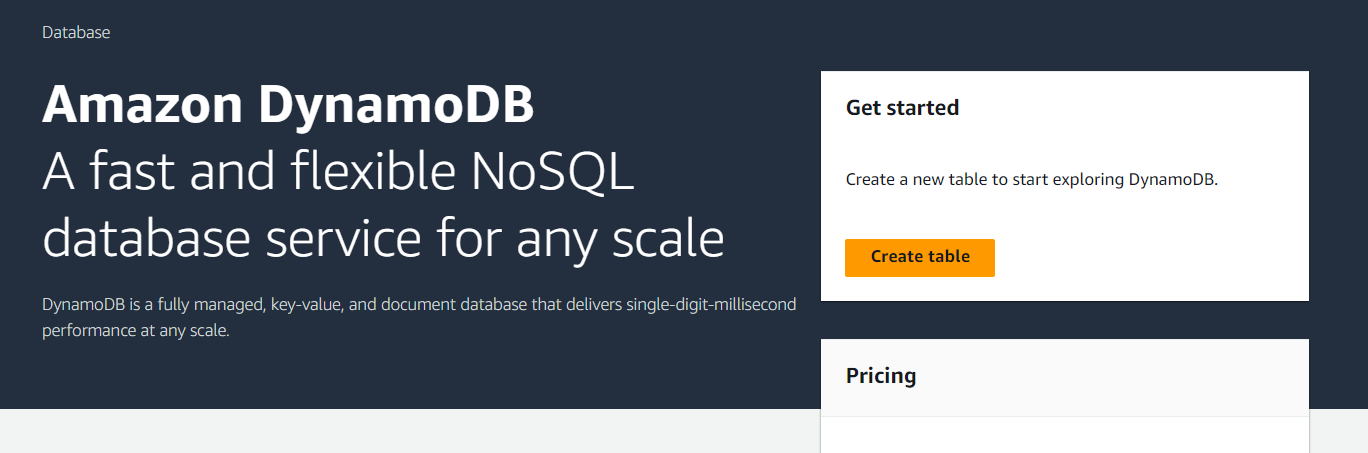 Database
Amazon DynamoDB
A fast and flexible NoSQL
database service for any scale
DynamoDB is a fully managed, key-value, and document database that delivers single-digit-millisecond
performance at any scale.
Get started
Create a new table to start exploring DynamoDB.
Create table
Pricing